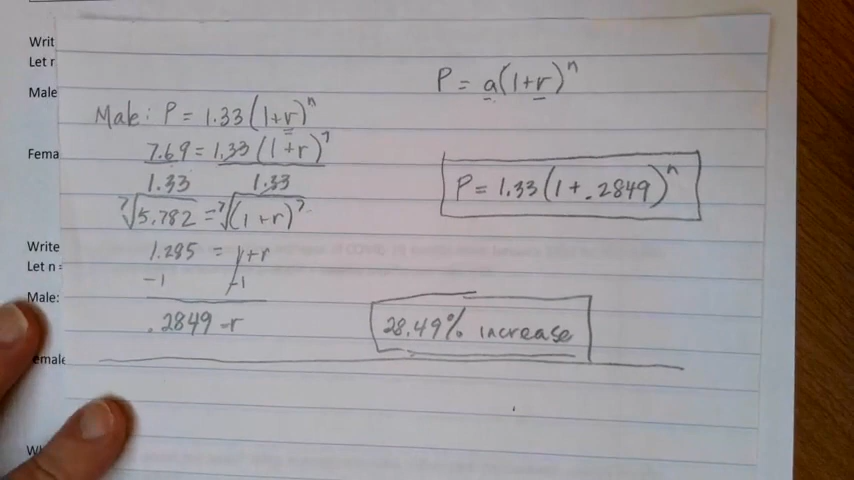 Writ
Let r
P = a(1+r)^n
Male
Male: P = 1.33(1+r)^n
7.69 = 1.33(1+r)^7
Fema
1.33 1.33
P = 1.33(1+.2849)^n
7√5.782 = 7√(1+r)^7
Write
1.285 = 1+r
Let n =
-1 -1
Male:
.2849 = r
28.49% increase
emale